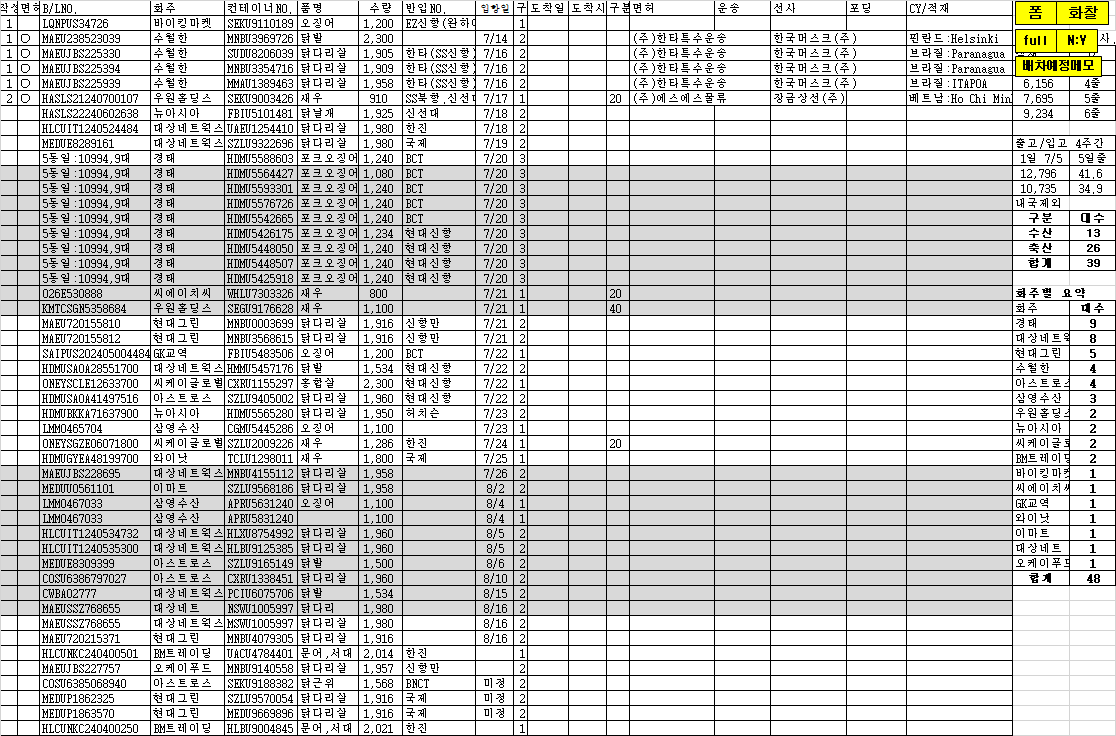 작성 면허 B/LNO. 화주 컨테이너NO. 품명 수량 반입NO. 입항일 구 도착일 도착시 구분 면허 운송 선사 포딩 CY/적재 폼 화찰
1 LQNPUS34726 바이킹마켓 SEKU9110189 오징어 1,200 EZ신항(완하 1
1 ○ MAEU238523039 수월한 MNBU3969726 닭발 2,300 7/14 2 (주)한타특수운송 한국머스크(주) 핀란드:Helsinki full N:Y 사,
1 ○ MAEUJBS225330 수월한 SUDU8206039 닭다리살 1,905 한타(SS신항) 7/16 2 (주)한타특수운송 한국머스크(주) 브라질:Paranagua
1 ○ MAEUJBS225394 수월한 MNBU3354716 닭다리살 1,909 한타(SS신항) 7/16 2 (주)한타특수운송 한국머스크(주) 브라질:Paranagua 배차예정메모
1 ○ MAEUJBS225939 수월한 MMAU1389463 닭다리살 1,956 한타(SS신항) 7/16 2 (주)한타특수운송 한국머스크(주) 브라질:ITAPOA 6,156 4줄
2 ○ HASLS21240700107 우원홀딩스 SEKU9003426 새우 910 SS북항,신선대 7/17 1 20 (주)에스에스물류 장금상선(주) 베트남:Ho Chi Min 7,695 5줄
HASLS22240602638 뉴아시아 FBIU5101481 닭날개 1,925 신선대 7/18 2 9,234 6줄
HLCUIT1240524484 대상네트웍스 UAEU1254410 닭다리살 1,980 한진 7/18 2
MEDUE8289161 대상네트웍스 SZLU9322696 닭다리살 1,980 국제 7/19 2 출고/입고 4주간
5동일:10994,9대 경태 HDMU5588603 포크오징어 1,240 BCT 7/20 3 1일 7/5 5일줄
5동일:10994,9대 경태 HDMU5564427 포크오징어 1,080 BCT 7/20 3 12,796 41.6
5동일:10994,9대 경태 HDMU5593301 포크오징어 1,240 BCT 7/20 3 10,735 34.9
5동일:10994,9대 경태 HDMU5576726 포크오징어 1,240 BCT 7/20 3 내국제외
5동일:10994,9대 경태 HDMU5542665 포크오징어 1,240 BCT 7/20 3 구분 대수
5동일:10994,9대 경태 HDMU5426175 포크오징어 1,234 현대신항 7/20 3 수산 13
5동일:10994,9대 경태 HDMU5448050 포크오징어 1,240 현대신항 7/20 3 축산 26
5동일:10994,9대 경태 HDMU5448507 포크오징어 1,240 현대신항 7/20 3 합계 39
5동일:10994,9대 경태 HDMU5425918 포크오징어 1,240 현대신항 7/20 3
026E530888 씨에이치씨 WHLU7303326 새우 800 7/21 1 20 화주별 요약
KMTCSGN5358684 우원홀딩스 SEGU9176628 새우 1,100 7/21 1 40 화주 대수
MAEU720155810 현대그린 MNBU0003699 닭다리살 1,916 신항만 7/21 2 경태 9
MAEU720155812 현대그린 MNBU3568615 닭다리살 1,916 신항만 7/21 2 대상네트웍 8
SAIPUS202405004484 GK교역 FBIU5483506 오징어 1,200 BCT 7/22 1 현대그린 5
HDMUSAOA28551700 대상네트웍스 HMMU5457176 닭발 1,534 현대신항 7/22 2 수월한 4
ONEYSCLE12633700 씨케이글로벌 CXRU1155297 홍합살 2,300 현대신항 7/22 1 아스트로스 4
HDMUSAOA41497516 아스트로스 SZLU9405002 닭다리살 1,960 현대신항 7/22 2 삼영수산 3
HDMUBKKA71637900 뉴아시아 HDMU5565280 닭다리살 1,950 허치슨 7/23 2 우원홀딩스 2
LMM0465704 삼영수산 CGMU5445286 오징어 1,100 7/23 1 뉴아시아 2
ONEYSGZE06071800 씨케이글로벌 SZLU2009226 새우 1,286 한진 7/24 1 20 씨케이글로 2
HDMUGYEA48199700 와이낫 TCLU1298011 새우 1,800 국제 7/25 1 BM트레이딩 2
MAEUJBS228695 대상네트웍스 MNBU4155112 닭다리살 1,958 7/26 2 바이킹마켓 1
MEDUU0561101 이마트 SZLU9568186 닭다리살 1,958 8/2 2 씨에이치씨 1
LMM0467033 삼영수산 APRU5631240 오징어 1,100 8/4 1 GK교역 1
LMM0467033 삼영수산 APRU5831240 1,100 8/4 1 와이낫 1
HLCUIT1240534732 대상네트웍스 HLXU8754992 닭다리살 1,960 8/5 2 이마트 1
HLCUIT1240535300 대상네트웍스 HLBU9125385 닭다리살 1,960 8/5 2 대상네트 1
MEDUE8309399 아스트로스 SZLU9165149 닭발 1,500 8/6 2 오케이푸드 1
COSU6386797027 아스트로스 CXRU1338451 닭다리살 1,960 8/10 2 합계 48
CWBA02777 대상네트웍스 PCIU6075706 닭발 1,534 8/15 2
MAEUSSZ768655 대상네트 NSWU1005997 닭다리 1,980 8/16 2
MAEUSSZ768655 대상네트웍스 MSWU1005997 닭다리살 1,980 8/16 2
MAEU720215371 현대그린 MNBU4079305 닭다리살 1,916 8/16 2
HLCUNKC240400501 BM트레이딩 UACU4784401 문어,서대 2,014 한진 1
MAEUJBS227757 오케이푸드 MNBU9140558 닭다리살 1,957 신항만 2
COSU6385068940 아스트로스 SEKU9188382 닭근위 1,568 BNCT 미정 2
MEDUP1862325 현대그린 SZLU9570054 닭다리살 1,916 국제 미정 2
MEDUP1863570 현대그린 MEDU9669896 닭다리살 1,916 국제 미정 2
HLCUNKC240400250 BM트레이딩 HLBU9004845 문어,서대 2,021 한진 1